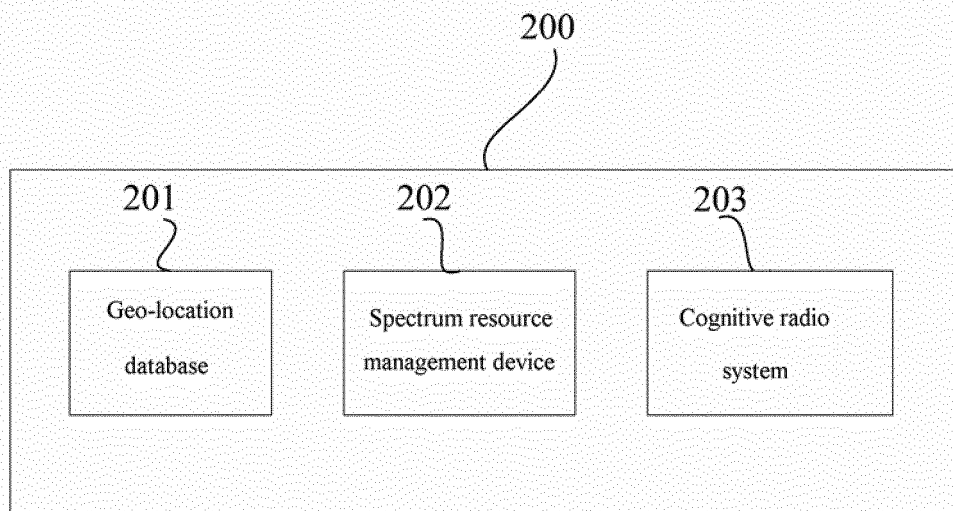 200
201
202
203
Geo-location
database
Spectrum resource
management device
Cognitive radio
system